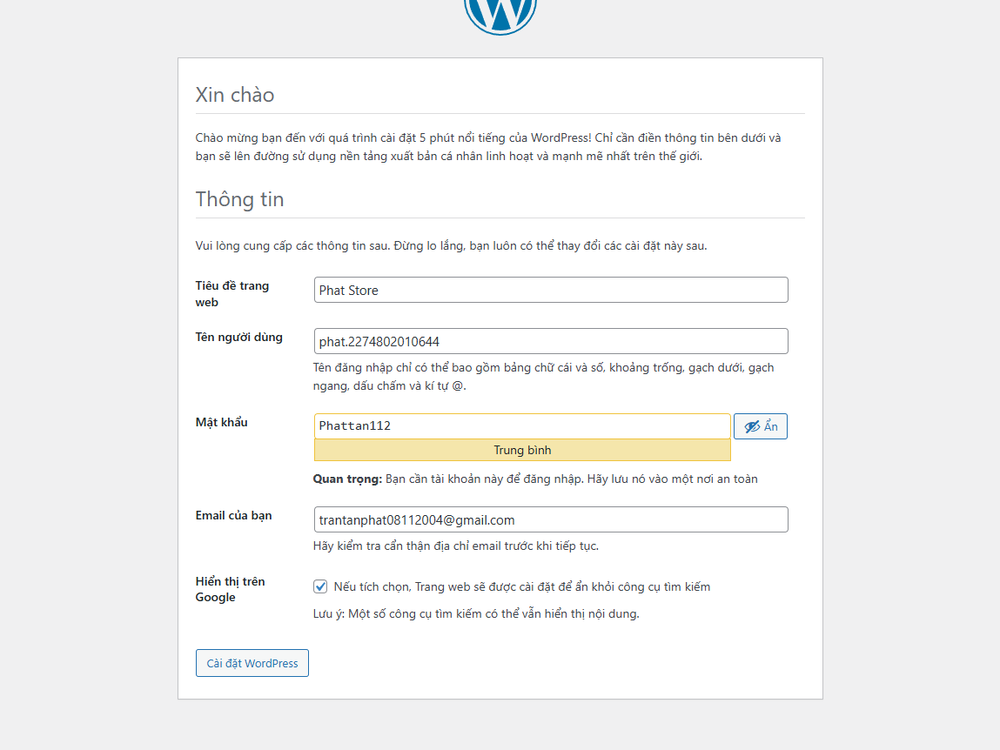 Xin chào
Chào mừng bạn đến với quá trình cài đặt 5 phút nổi tiếng của WordPress! Chỉ cần điền thông tin bên dưới và
bạn sẽ lên đường sử dụng nền tảng xuất bản cá nhân linh hoạt và mạnh mẽ nhất trên thế giới.
Thông tin
Vui lòng cung cấp các thông tin sau. Đừng lo lắng, bạn luôn có thể thay đổi các cài đặt này sau.
Tiêu đề trang
web
Phat Store
Tên người dùng
phat.2274802010644
Tên đăng nhập chỉ có thể bao gồm bảng chữ cái và số, khoảng trống, gạch dưới, gạch
ngang, dấu chấm và kí tự @.
Mật khẩu
Phattan112
Ẩn
Trung bình
Quan trọng: Bạn cần tài khoản này để đăng nhập. Hãy lưu nó vào một nơi an toàn
Email của bạn
trantanphat08112004@gmail.com
Hãy kiểm tra cẩn thận địa chỉ email trước khi tiếp tục.
Hiển thị trên
Google
Nếu tích chọn, Trang web sẽ được cài đặt để ẩn khỏi công cụ tìm kiếm
Lưu ý: Một số công cụ tìm kiếm có thể vẫn hiển thị nội dung.
Cài đặt WordPress